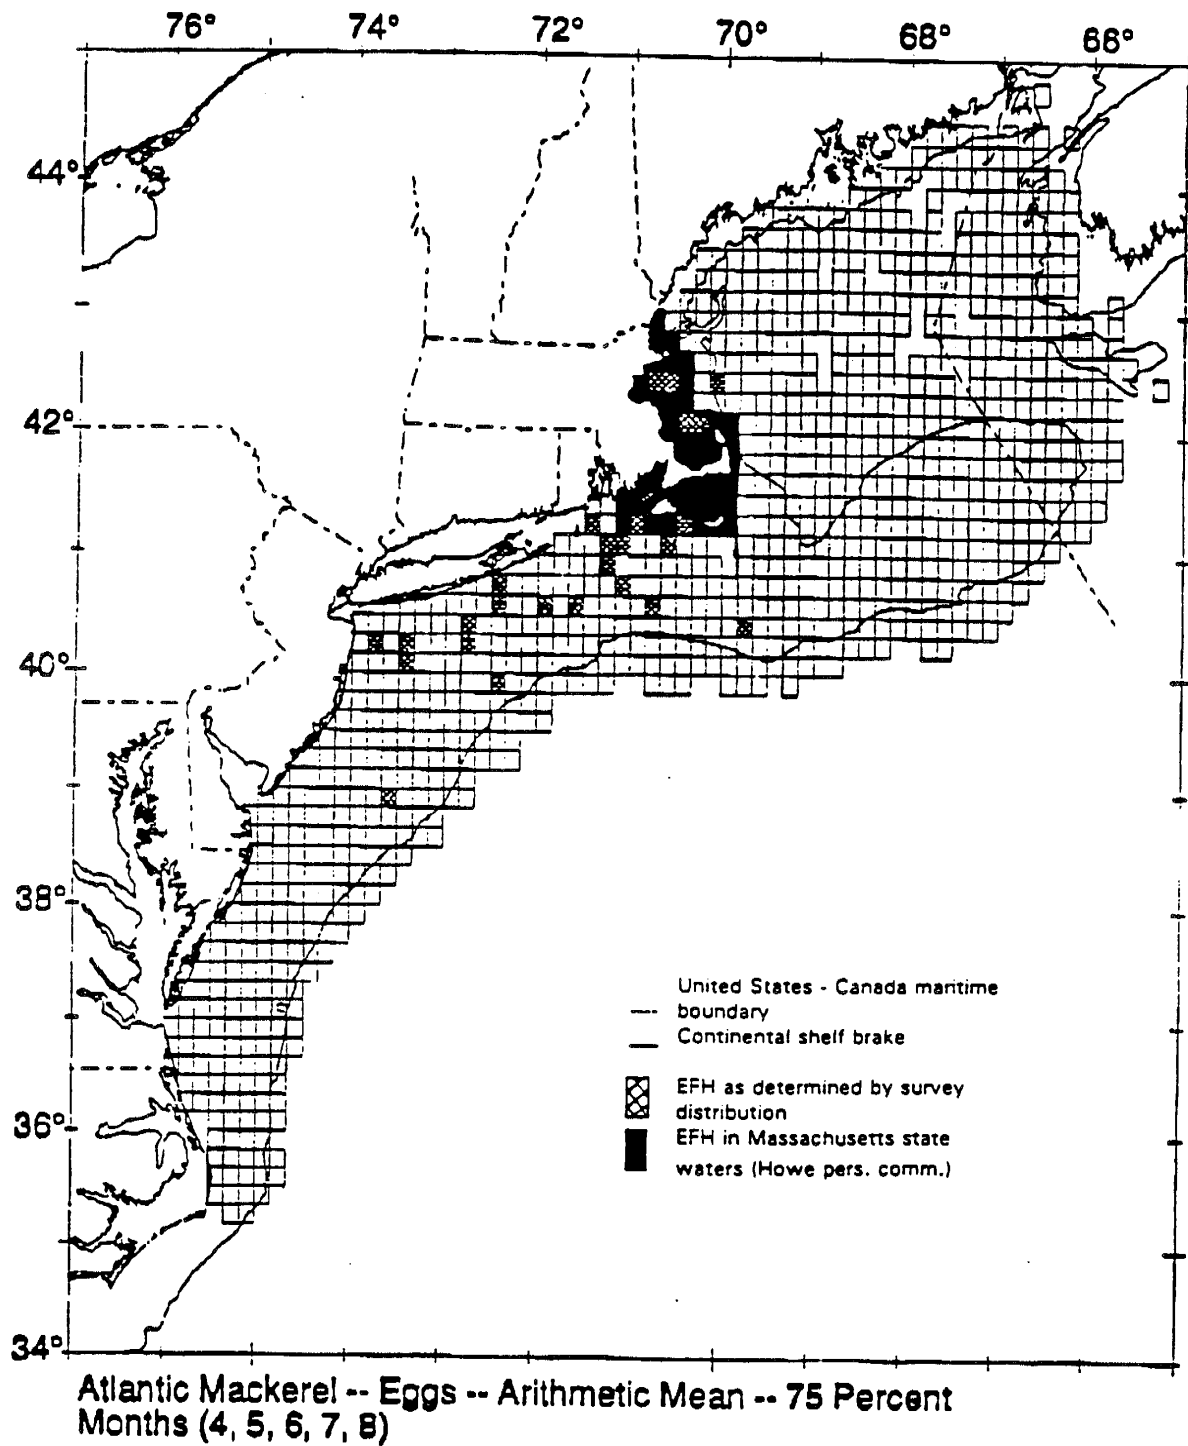 76° 74° 72° 70° 68° 68°
44°
42°
40°
38°
36°
34°
United States - Canada maritime
boundary
Continental shelf brake
EFH as determined by survey
distribution
EFH in Massachusetts state
waters (Howe pers. comm.)
Atlantic Mackerel -- Eggs -- Arithmetic Mean -- 75 Percent
Months (4, 5, 6, 7, 8)